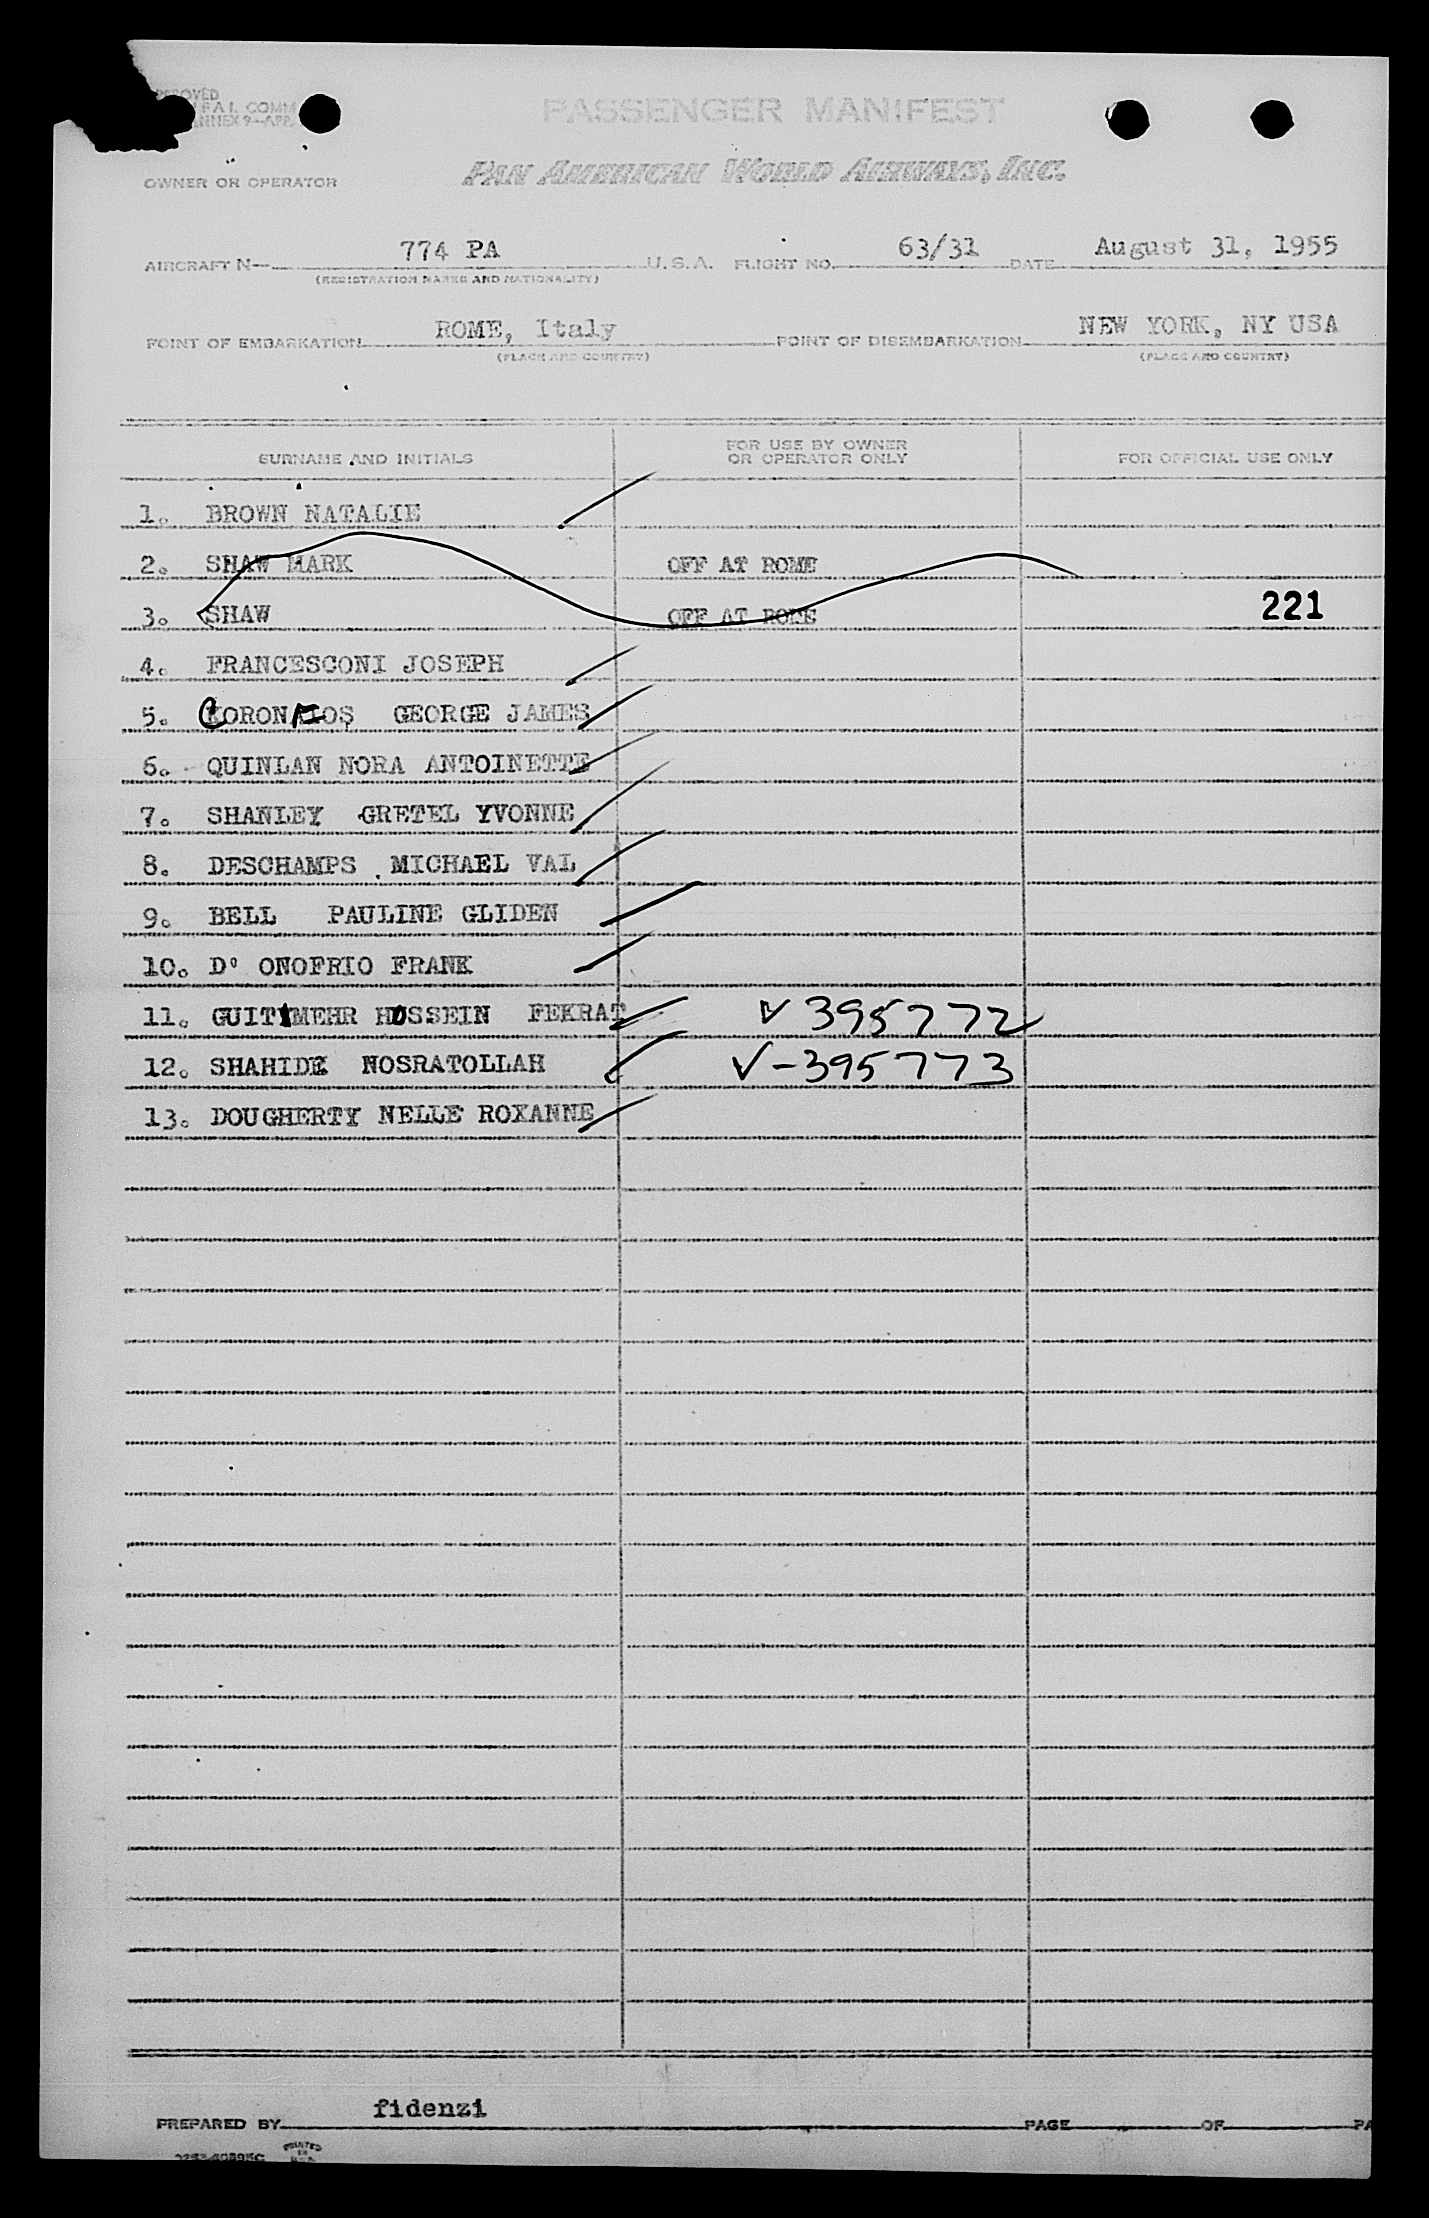 PASSENGER MANIFEST
OWNER OR OPERATOR PAN AMERICAN WORLD AIRWAYS, INC.
AIRCRAFT N— 774 PA U.S.A. FLIGHT NO. 63/31 DATE August 31, 1955
(REGISTRATION MARKS AND NATIONALITY)
POINT OF EMBARKATION ROME, Italy POINT OF DISEMBARKATION NEW YORK, NY USA
(PLACE AND COUNTRY) (PLACE AND COUNTRY)
SURNAME AND INITIALS FOR USE BY OWNER OR OPERATOR ONLY FOR OFFICIAL USE ONLY
1. BROWN NATALIE
2. SHAW MARK OFF AT ROME
3. SHAW OFF AT ROME 221
4. FRANCESCONI JOSEPH
5. GEORGE JAMES
6. QUINLAN NORA ANTOINETTE
7. SHANLEY GRETEL YVONNE
8. DESCHAMPS MICHAEL VAL
9. BELL PAULINE GLIDEN
10. D' ONOFRIO FRANK
11. GUITIMEHR HOSSEIN FEKRAT V 395772
12. SHAHIDE NOSRATOLLAH V-395773
13. DOUGHERTY NELLE ROXANNE
PREPARED BY fidenzi PAGE OF
PRINTED IN U.S.A.